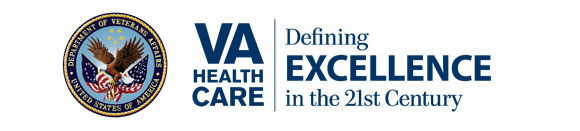 DEPARTMENT OF VETERANS AFFAIRS
UNITED STATES OF AMERICA
VA
HEALTH
CARE
Defining
EXCELLENCE
in the 21st Century